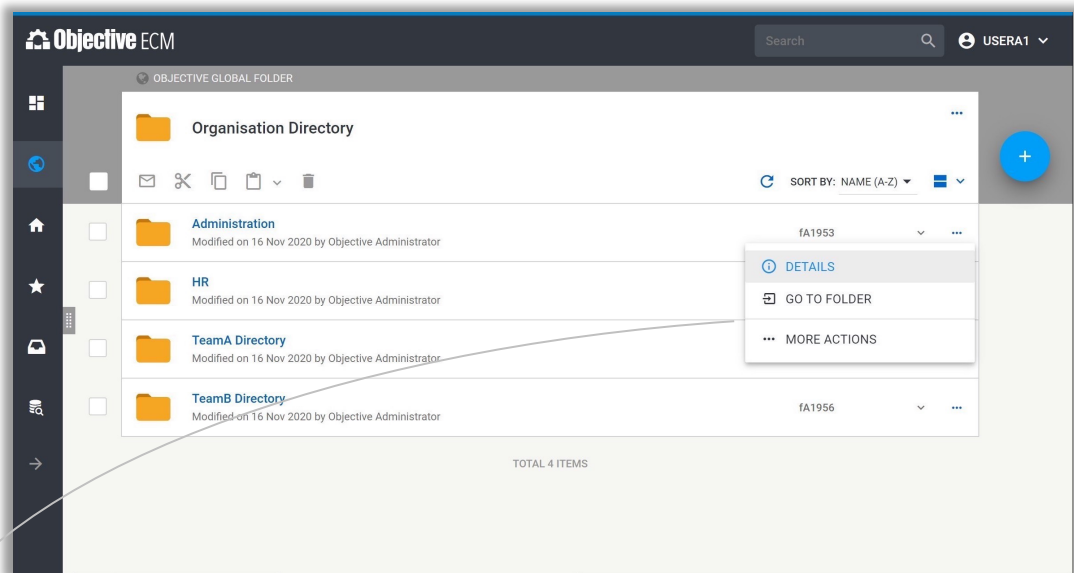 Objective ECM
Search
USERA1
OBJECTIVE GLOBAL FOLDER
Organisation Directory
SORT BY: NAME (A-Z)
Administration
Modified on 16 Nov 2020 by Objective Administrator
fA1953
DETAILS
HR
Modified on 16 Nov 2020 by Objective Administrator
GO TO FOLDER
TeamA Directory
Modified on 16 Nov 2020 by Objective Administrator
MORE ACTIONS
TeamB Directory
Modified on 16 Nov 2020 by Objective Administrator
fA1956
TOTAL 4 ITEMS